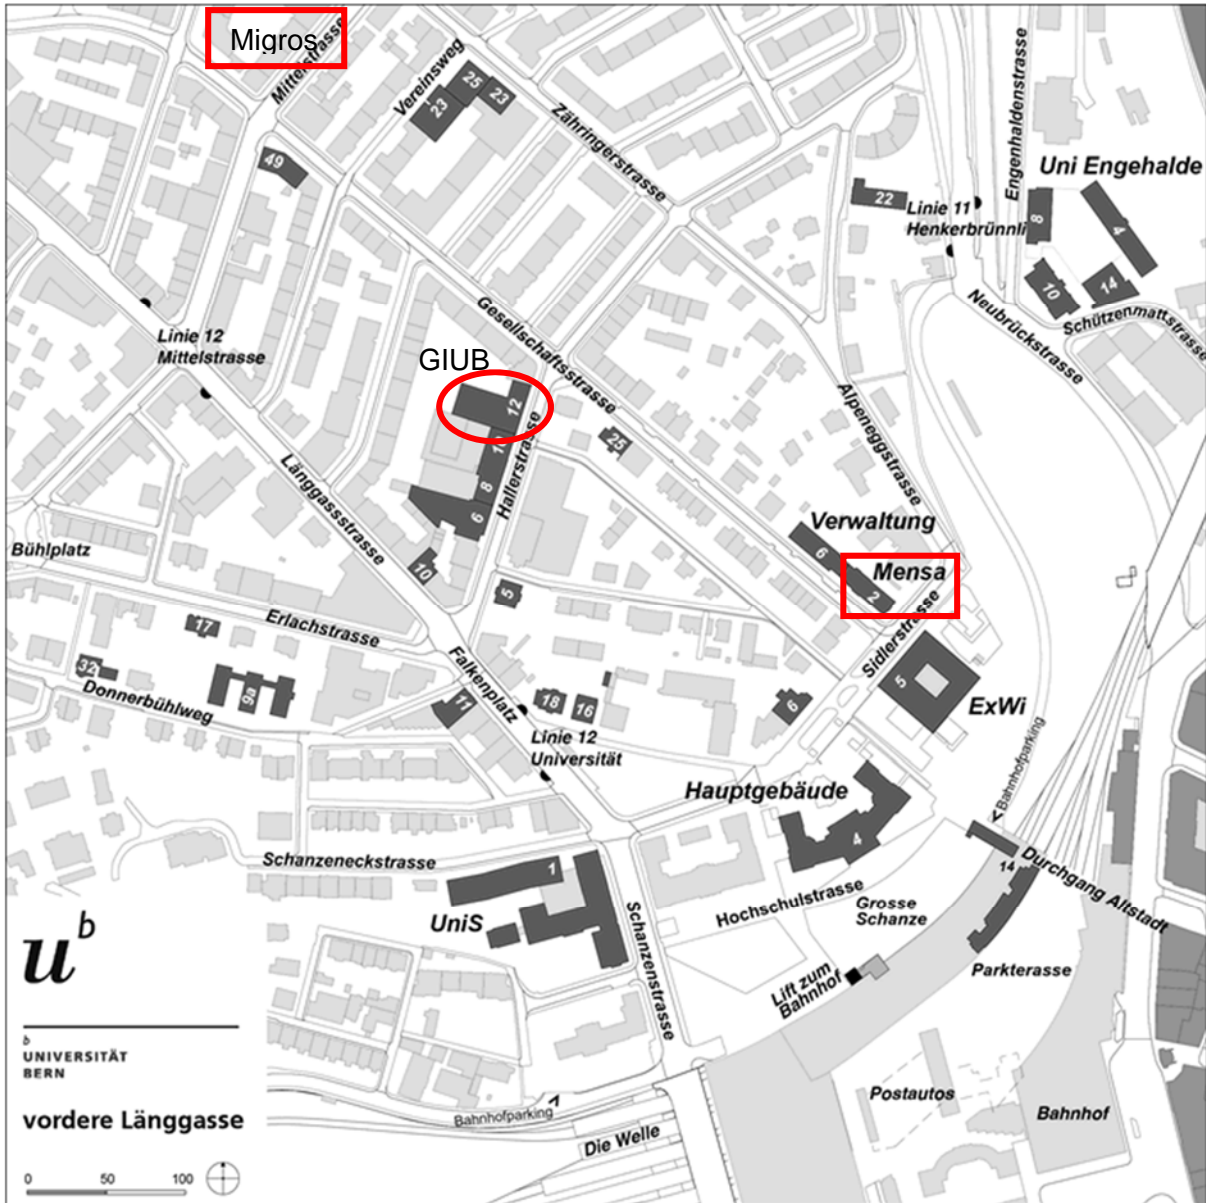 Migros
Mittelstrasse
Vereinsweg
25
23
23
Zähringerstrasse
Engenhaldenstrasse
Uni Engehalde
49
22
8
4
Linie 11
Henkerbrünnli
10
14
Neubrückstrasse
Schützenmattstrasse
Linie 12
Mittelstrasse
Gesellschaftsstrasse
GIUB
12
10
8
6
Hallerstrasse
25
Alpeneggstrasse
Länggassstrasse
10
Verwaltung
6
Mensa
2
Sidlerstrasse
Bühlplatz
5
Erlachstrasse
17
32
9a
Donnerbühlweg
Falkenplatz
11
18
16
6
5
ExWi
Linie 12
Universität
Bahnhofparking
Hauptgebäude
4
Schanzeneckstrasse
1
UniS
Schanzenstrasse
Hochschulstrasse
Grosse
Schanze
14
Durchgang Altstadt
Lift zum
Bahnhof
Parkterasse
u
b
b
UNIVERSITÄT
BERN
vordere Länggasse
0 50 100
Bahnhofparking
Die Welle
Postautos
Bahnhof